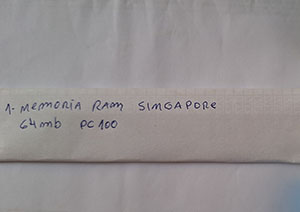 1- MEMORIA RAM SINGAPORE
64mb PC100